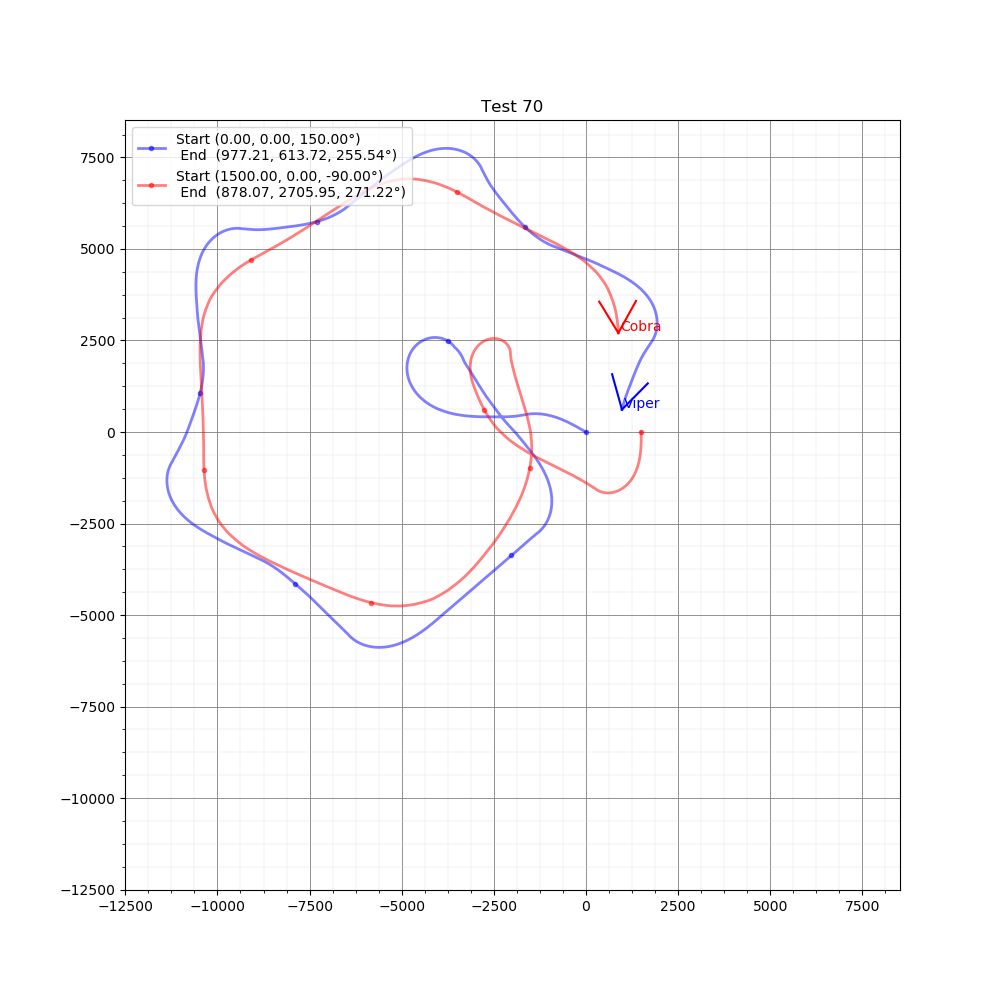 Test 70
Start (0.00, 0.00, 150.00°)
End (977.21, 613.72, 255.54°)
Start (1500.00, 0.00, -90.00°)
End (878.07, 2705.95, 271.22°)
7500
5000
2500
0
−2500
−5000
−7500
−10000
−12500
Cobra
Viper
−12500 −10000 −7500 −5000 −2500 0 2500 5000 7500